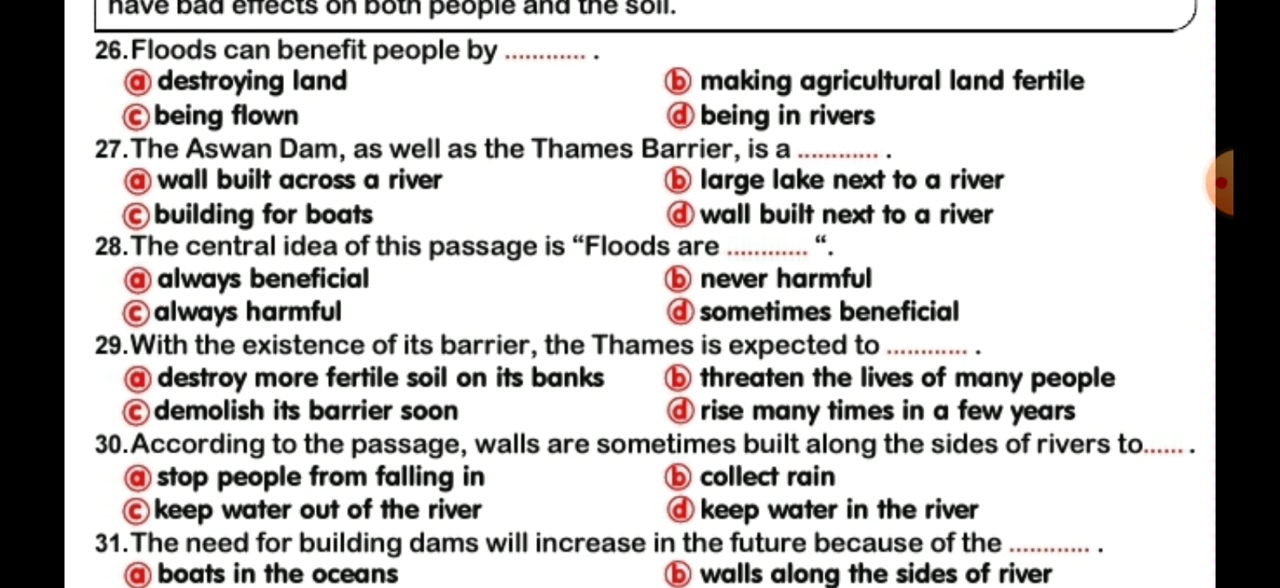 have bad effects on both people and the soil.
26.Floods can benefit people by ............ .
ⓐ destroying land ⓑ making agricultural land fertile
ⓒ being flown ⓓ being in rivers
27.The Aswan Dam, as well as the Thames Barrier, is a ............ .
ⓐ wall built across a river ⓑ large lake next to a river
ⓒ building for boats ⓓ wall built next to a river
28.The central idea of this passage is “Floods are ............ “.
ⓐ always beneficial ⓑ never harmful
ⓒ always harmful ⓓ sometimes beneficial
29.With the existence of its barrier, the Thames is expected to ............ .
ⓐ destroy more fertile soil on its banks ⓑ threaten the lives of many people
ⓒ demolish its barrier soon ⓓ rise many times in a few years
30.According to the passage, walls are sometimes built along the sides of rivers to...... .
ⓐ stop people from falling in ⓑ collect rain
ⓒ keep water out of the river ⓓ keep water in the river
31.The need for building dams will increase in the future because of the ............ .
ⓐ boats in the oceans ⓑ walls along the sides of river